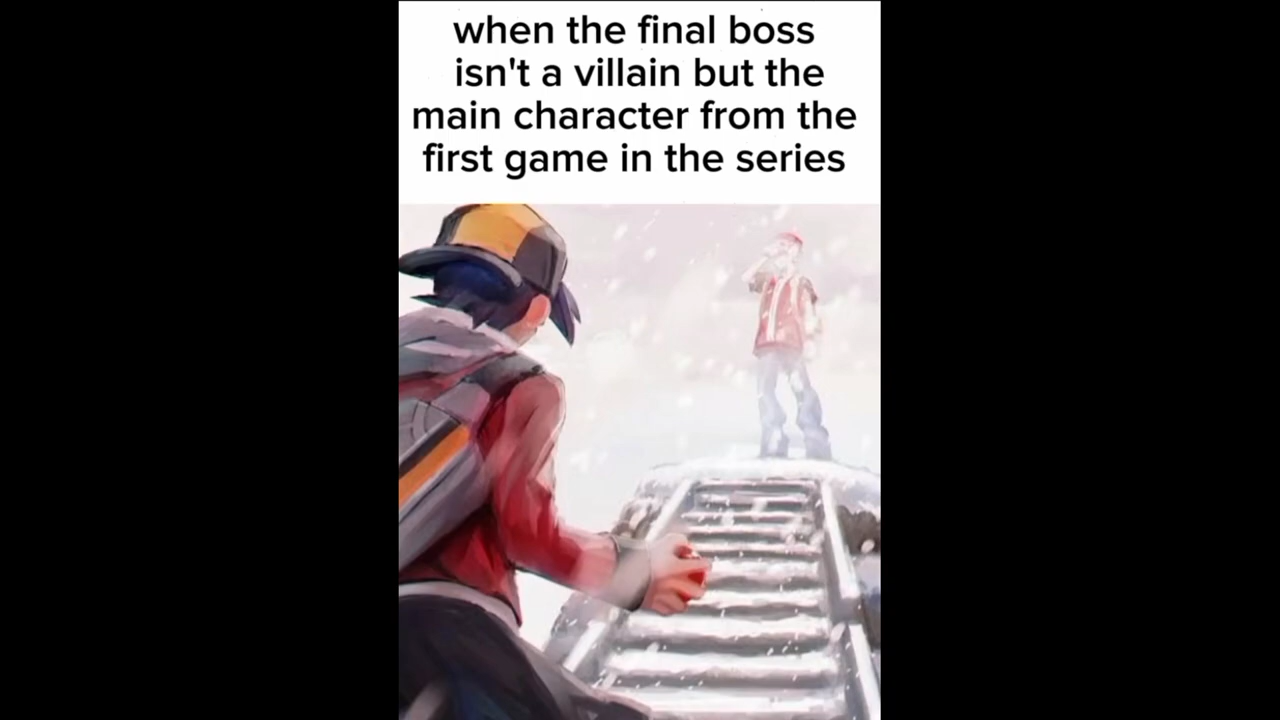 when the final boss
isn't a villain but the
main character from the
first game in the series